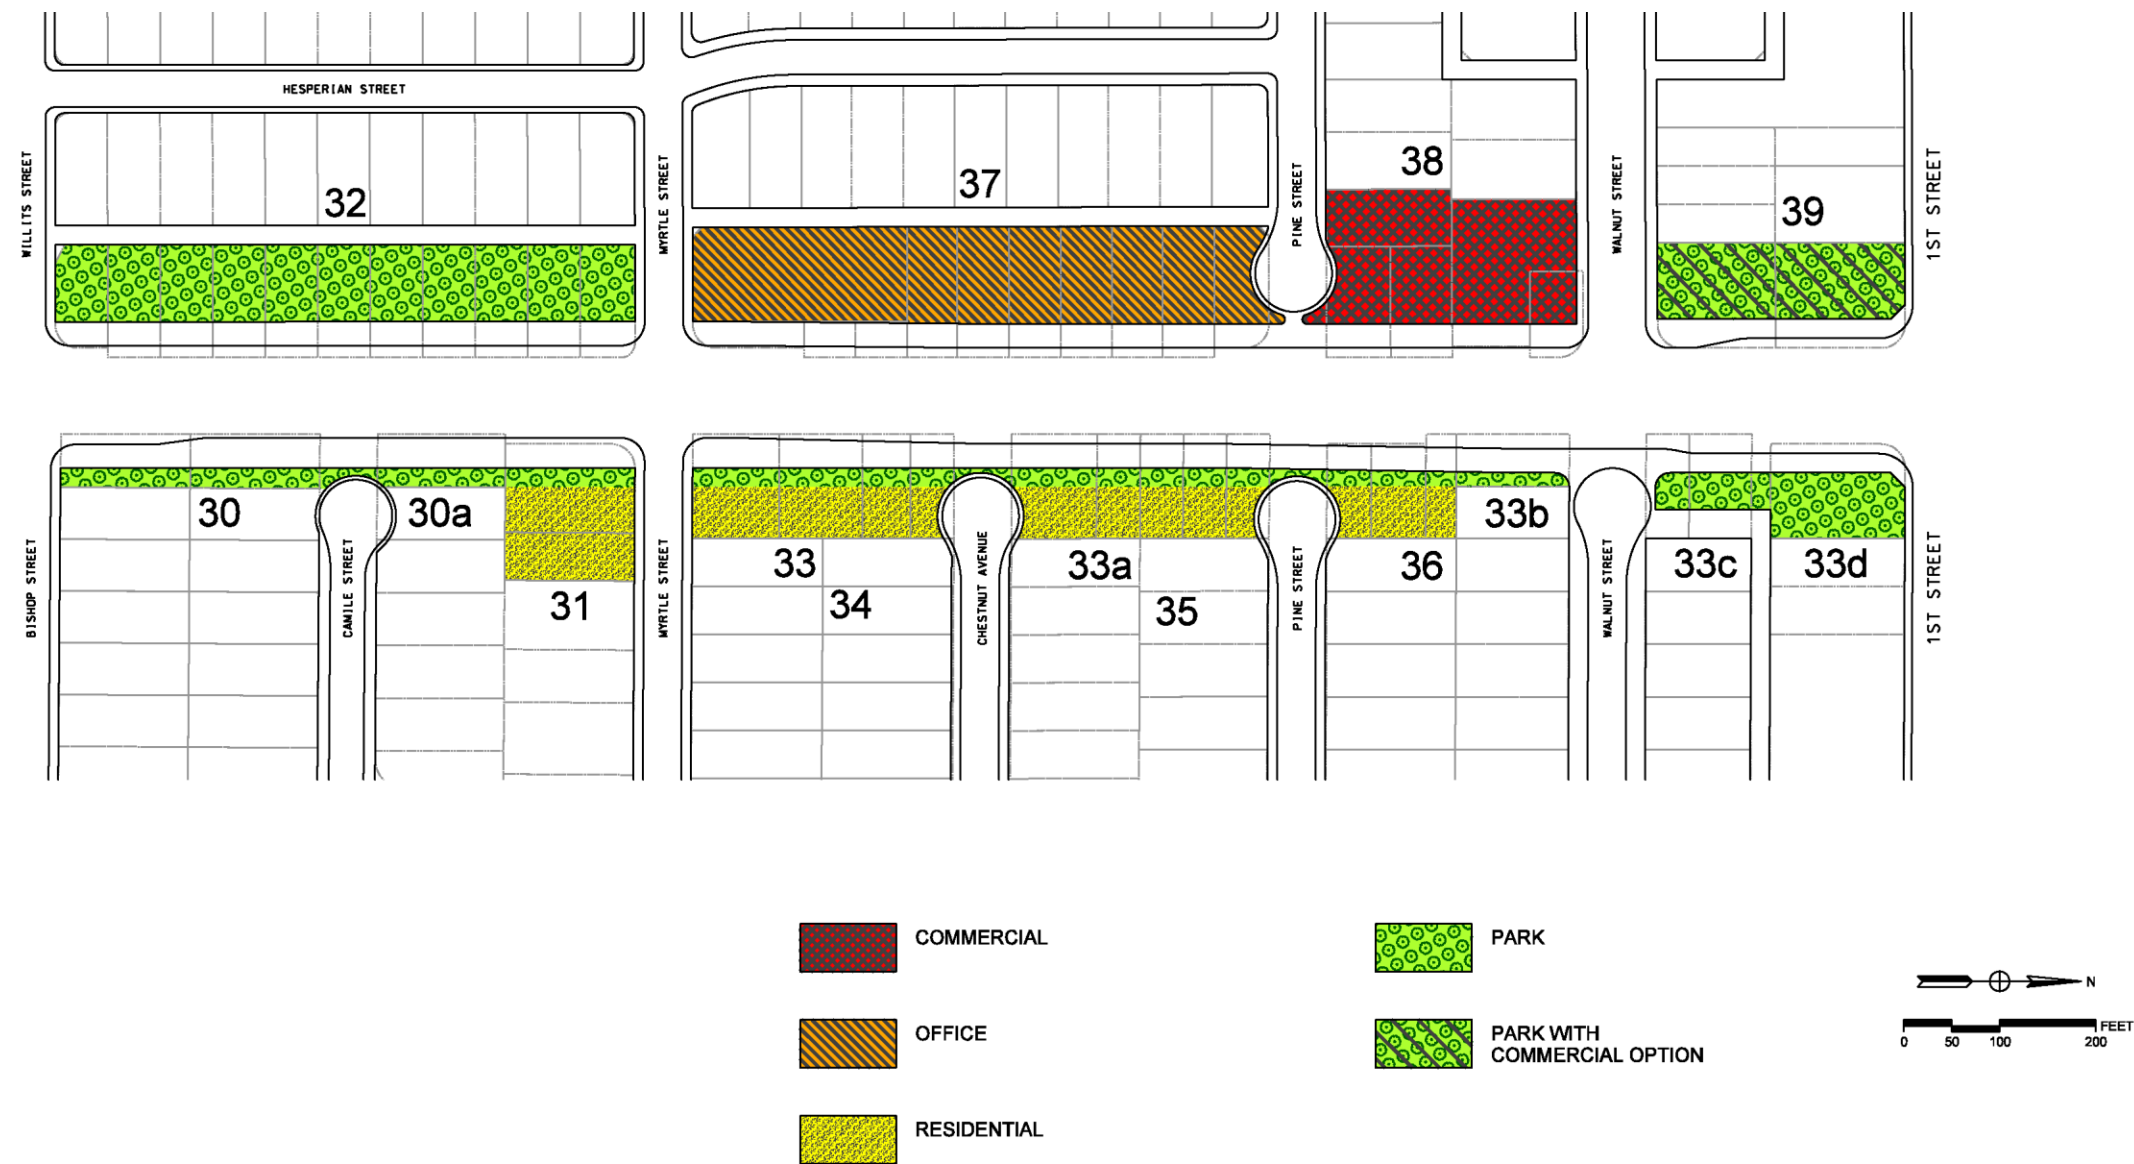 HESPERIAN STREET
WILLITS STREET
32
MYRTLE STREET
37
PINE STREET
38
WALNUT STREET
39
1ST STREET
BISHOP STREET
30
CAMILE STREET
30a
31
MYRTLE STREET
33
34
CHESTNUT AVENUE
33a
35
PINE STREET
36
33b
WALNUT STREET
33c
33d
1ST STREET
COMMERCIAL
OFFICE
RESIDENTIAL
PARK
PARK WITH
COMMERCIAL OPTION
N
FEET
0 50 100 200